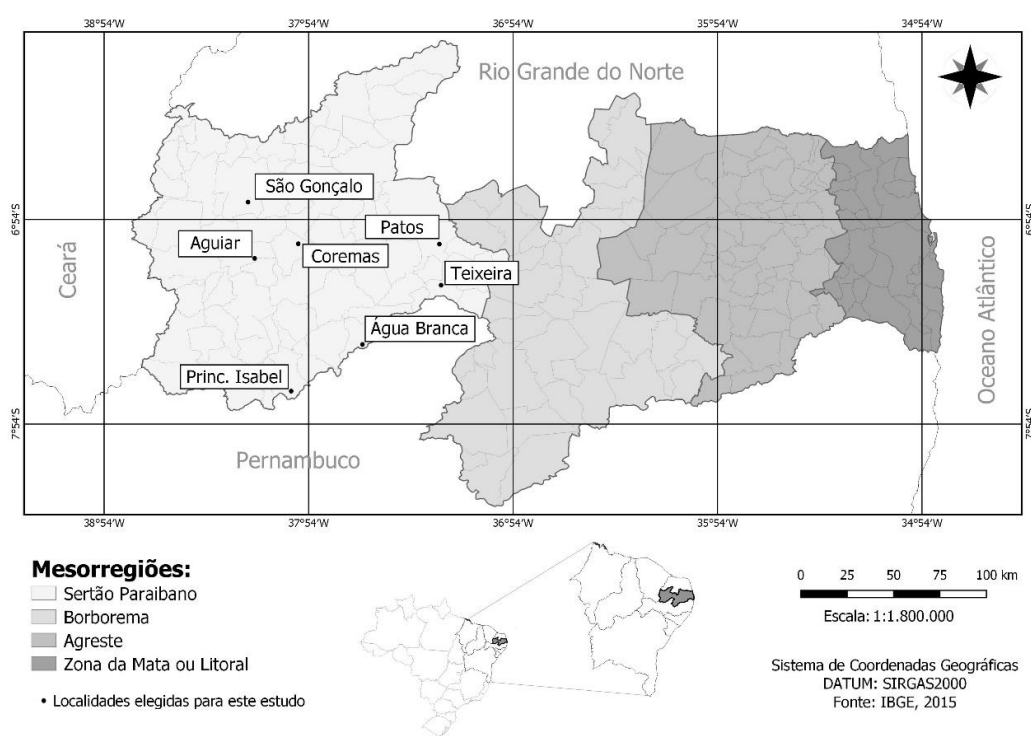 38°54'W 37°54'W 36°54'W 35°54'W 34°54'W
Rio Grande do Norte
São Gonçalo
6°54'S 6°54'S
Patos
Aguiar
Coremas
Ceará
Teixeira
Água Branca
Oceano Atlântico
Princ. Isabel
7°54'S 7°54'S
Pernambuco
38°54'W 37°54'W 36°54'W 35°54'W 34°54'W
Mesorregiões:
Sertão Paraibano
Borborema
Agreste
Zona da Mata ou Litoral
• Localidades elegidas para este estudo
0 25 50 75 100 km
Escala: 1:1.800.000
Sistema de Coordenadas Geográficas
DATUM: SIRGAS2000
Fonte: IBGE, 2015